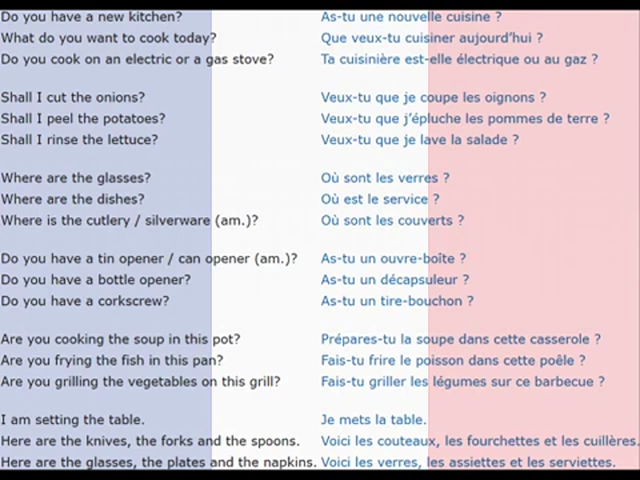 Do you have a new kitchen? As-tu une nouvelle cuisine ?
What do you want to cook today? Que veux-tu cuisiner aujourd’hui ?
Do you cook on an electric or a gas stove? Ta cuisinière est-elle électrique ou au gaz ?
Shall I cut the onions? Veux-tu que je coupe les oignons ?
Shall I peel the potatoes? Veux-tu que j’épluche les pommes de terre ?
Shall I rinse the lettuce? Veux-tu que je lave la salade ?
Where are the glasses? Où sont les verres ?
Where are the dishes? Où est le service ?
Where is the cutlery / silverware (am.)? Où sont les couverts ?
Do you have a tin opener / can opener (am.)? As-tu un ouvre-boîte ?
Do you have a bottle opener? As-tu un décapsuleur ?
Do you have a corkscrew? As-tu un tire-bouchon ?
Are you cooking the soup in this pot? Prépares-tu la soupe dans cette casserole ?
Are you frying the fish in this pan? Fais-tu frire le poisson dans cette poêle ?
Are you grilling the vegetables on this grill? Fais-tu griller les légumes sur ce barbecue ?
I am setting the table. Je mets la table.
Here are the knives, the forks and the spoons. Voici les couteaux, les fourchettes et les cuillères.
Here are the glasses, the plates and the napkins. Voici les verres, les assiettes et les serviettes.